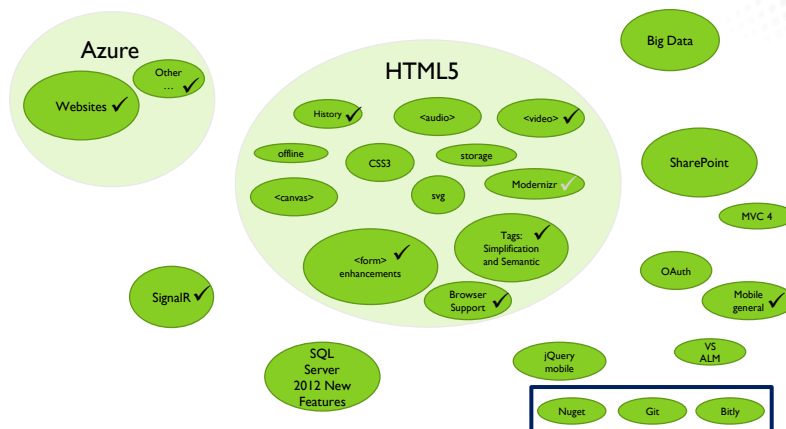 Azure
Other
...
Websites
HTML5
Big Data
History
<audio>
<video>
offline
CSS3
storage
SharePoint
<canvas>
svg
Modernizr
MVC 4
Tags:
Simplification
and Semantic
<form>
enhancements
OAuth
SignalR
Browser
Support
Mobile
general
SQL
Server
2012 New
Features
jQuery
mobile
VS
ALM
Nuget
Git
Bitly